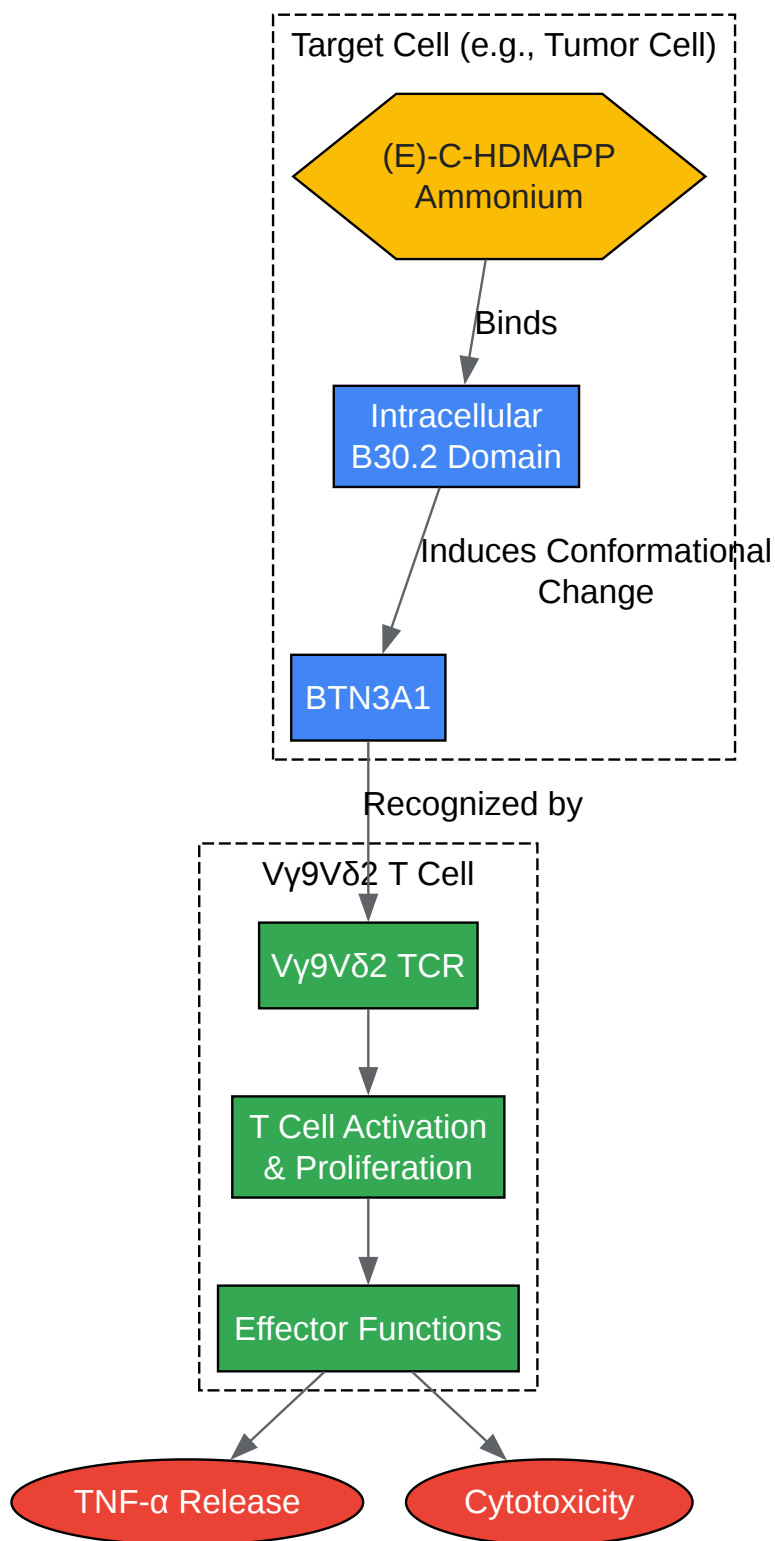 Target Cell (e.g., Tumor Cell)
(E)-C-HDMAPP
Ammonium
Binds
Intracellular
B30.2 Domain
Induces Conformational
Change
BTN3A1
Recognized by
Vγ9Vδ2 T Cell
Vγ9Vδ2 TCR
T Cell Activation
& Proliferation
Effector Functions
TNF-α Release
Cytotoxicity